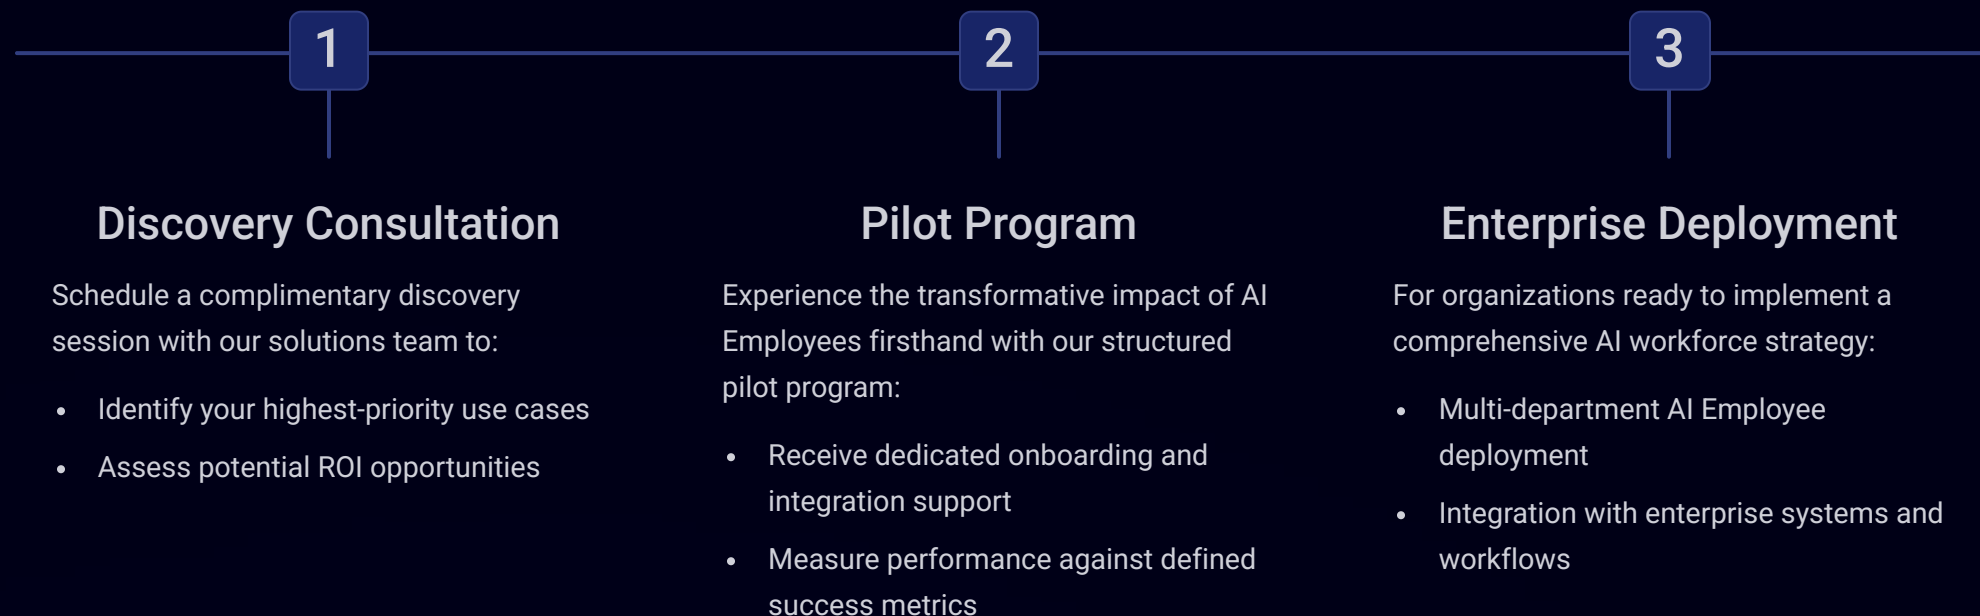 1
Discovery Consultation
Schedule a complimentary discovery
session with our solutions team to:
• Identify your highest-priority use cases
• Assess potential ROI opportunities
2
Pilot Program
Experience the transformative impact of AI
Employees firsthand with our structured
pilot program:
• Receive dedicated onboarding and
integration support
• Measure performance against defined
success metrics
3
Enterprise Deployment
For organizations ready to implement a
comprehensive AI workforce strategy:
• Multi-department AI Employee
deployment
• Integration with enterprise systems and
workflows